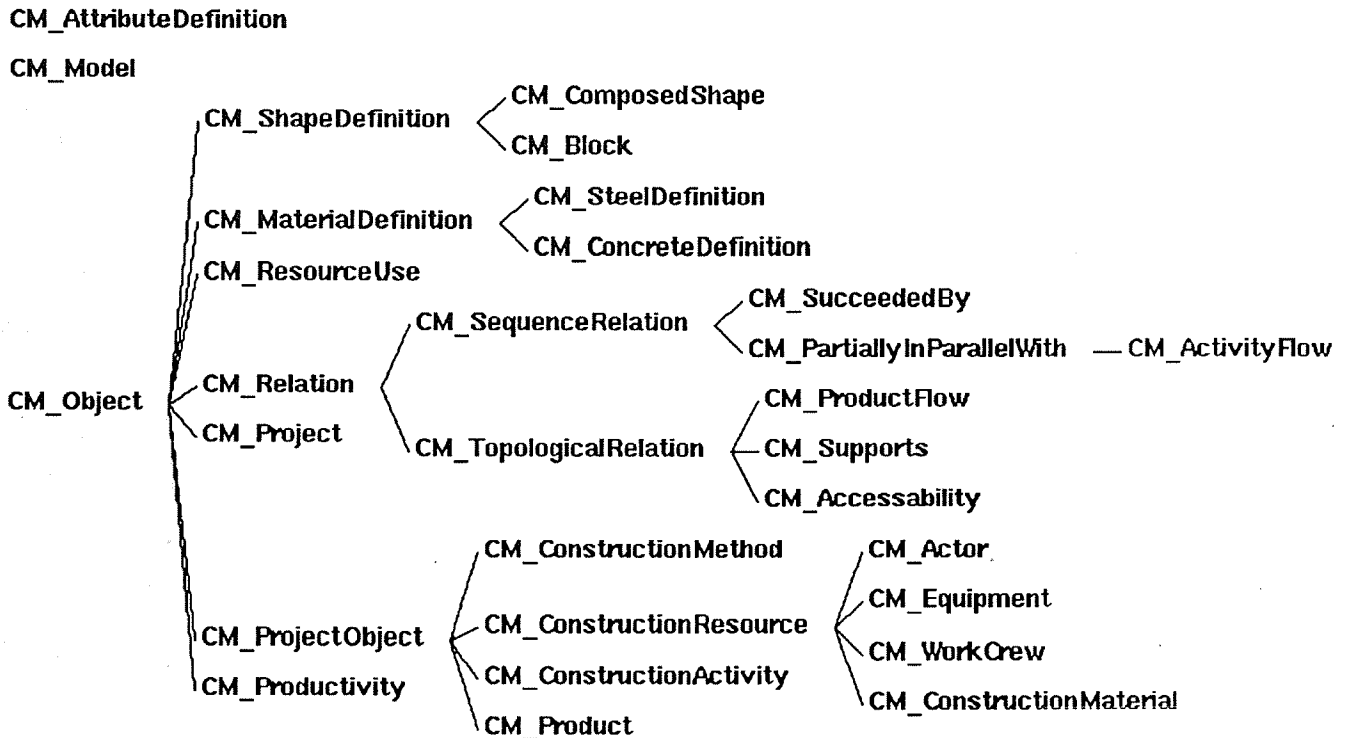 CM_AttributeDefinition
CM_Model
CM_ComposedShape
CM_ShapeDefinition
CM_Block
CM_SteelDefinition
CM_MaterialDefinition
CM_ConcreteDefinition
CM_ResourceUse
CM_SucceededBy
CM_SequenceRelation
CM_PartiallyInParallelWith CM_ActivityFlow
CM_Relation
CM_Object
CM_ProductFlow
CM_Project
CM_TopologicalRelation CM_Supports
CM_Accessability
CM_ConstructionMethod CM_Actor
CM_Equipment
CM_ProjectObject CM_ConstructionResource
CM_WorkCrew
CM_Productivity CM_ConstructionActivity
CM_ConstructionMaterial
CM_Product